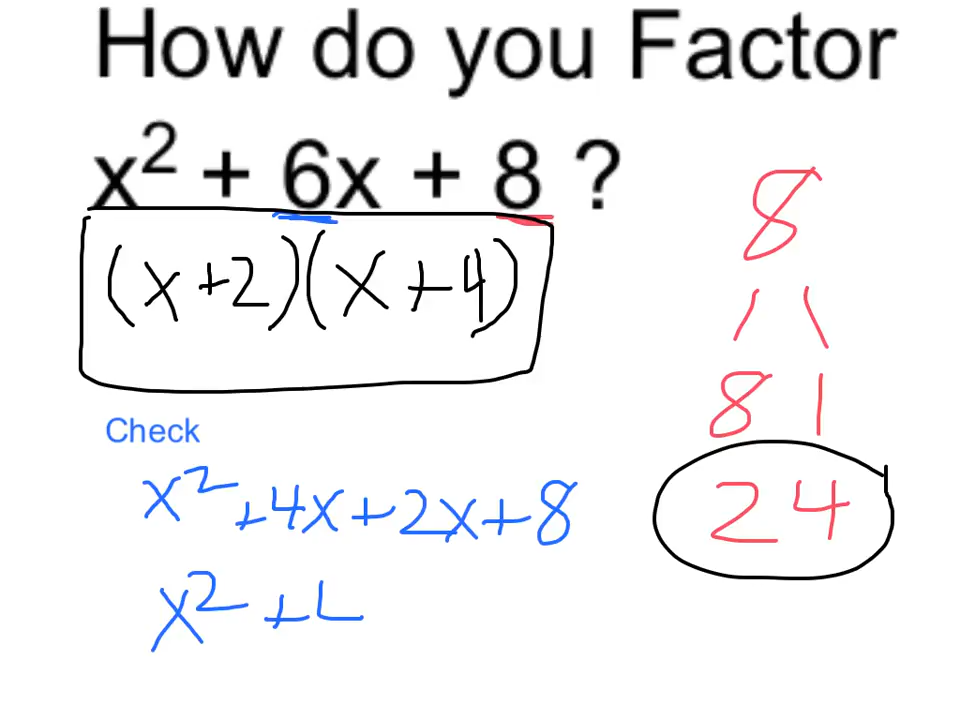 How do you Factor
x² + 6x + 8 ?
(x+2)(x+4)
8
8 1
2 4
Check
x²+4x+2x+8
x²+